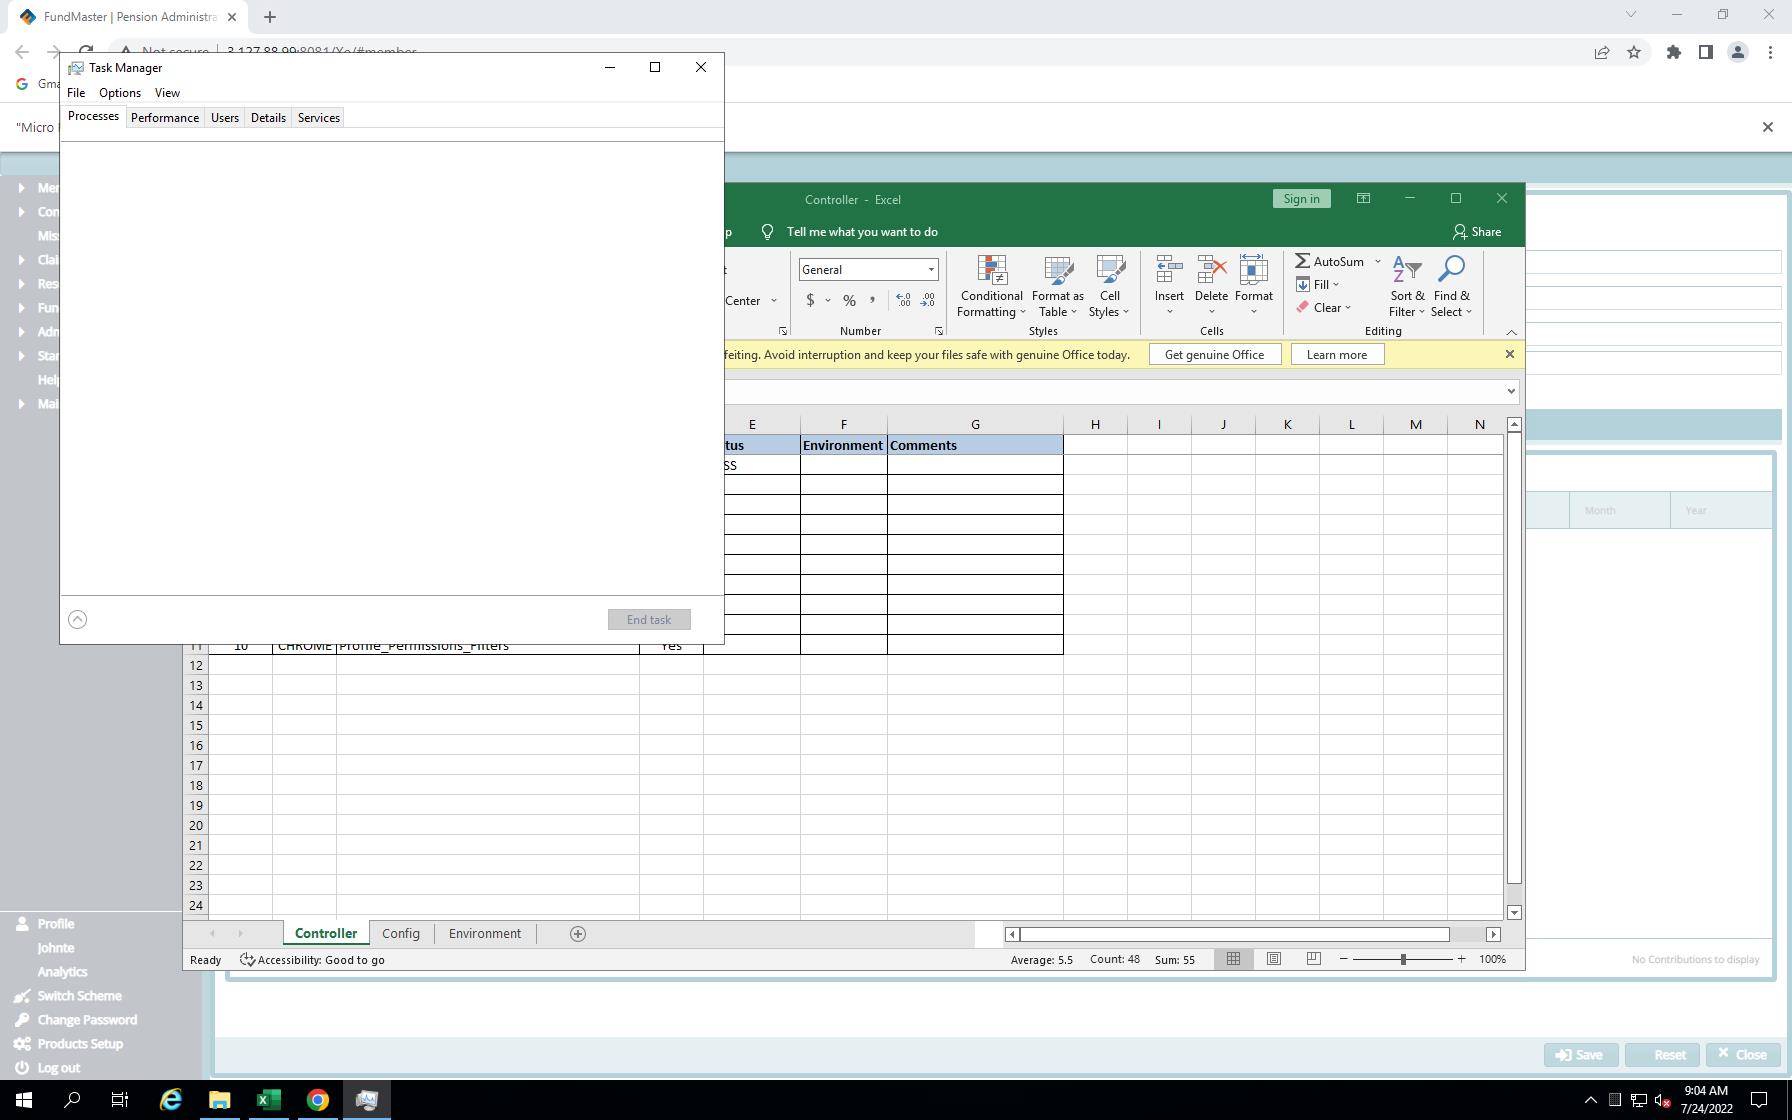 FundMaster | Pension Administra
Not secure | 3.127.88.99:8081/Xe/#member
Task Manager
Gma
File Options View
Processes Performance Users Details Services
"Micro
Mem
Con
Miss
Clai
Fun
Adm
Help
Controller - Excel
Sign in
Tell me what you want to do
Share
General
AutoSum
Center
$ %
Fill
Conditional Formatting
Format as Table
Cell Styles
Insert Delete Format
Clear
Sort & Filter
Find & Select
Number
Styles
Cells
Editing
feiting. Avoid interruption and keep your files safe with genuine Office today.
Get genuine Office
Learn more
E F G H I J K L M N
tus Environment Comments
SS
Month Year
End task
11 10 CHROME Profile_Permissions_Filters Yes
12
13
14
15
16
17
18
19
20
21
22
23
24
Controller Config Environment
Ready
Accessibility: Good to go
Average: 5.5 Count: 48 Sum: 55
100%
No Contributions to display
Profile
Johnte
Analytics
Switch Scheme
Change Password
Products Setup
Log out
Save Reset Close
9:04 AM
7/24/2022